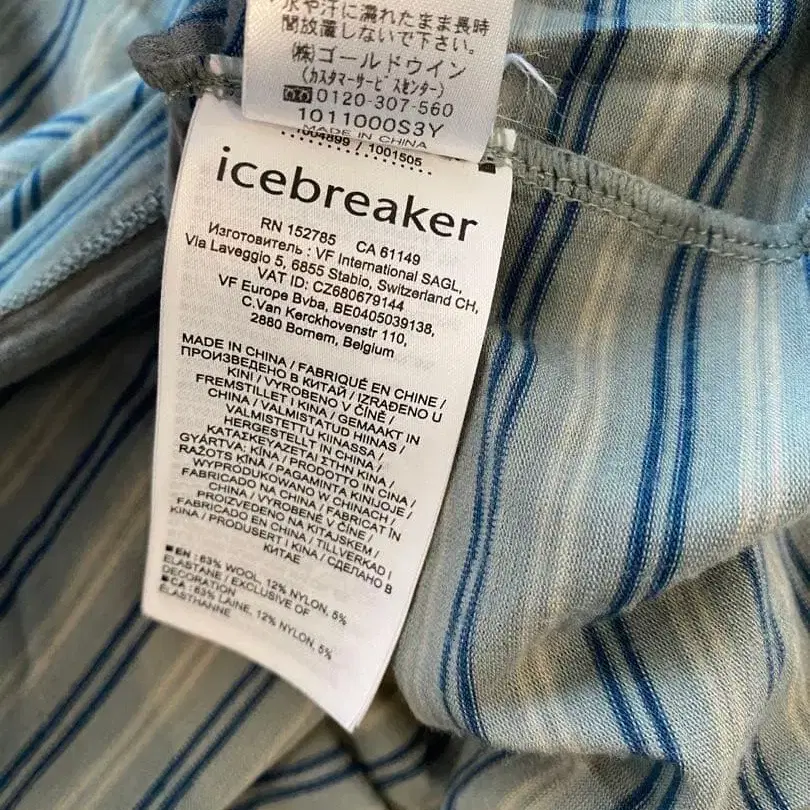 水や汗に濡れたまま長時
間放置しないで下さい。
(株)ゴールドウイン
(カスタマーサービスセンター)
0120-307-560
1011000S3Y
MADE IN CHINA
1004899 / 1001505
icebreaker
RN 152785 CA 61149
Изготовитель : VF International SAGL,
Via Laveggio 5, 6855 Stabio, Switzerland CH,
VAT ID: CZ680679144
VF Europe Bvba, BE0405039138,
C.Van Kerckhovenstr 110,
2880 Bornem, Belgium
MADE IN CHINA / FABRIQUÉ EN CHINE /
ПРОИЗВЕДЕНО В КИТАЙ / IZRAĐENO U
KINI / VYROBENO V ČÍNĚ /
FREMSTILLET I KINA / GEMAAKT IN
CHINA / VALMISTATUD HIINAS /
VALMISTETTU KIINASSA /
HERGESTELLT IN CHINA /
ΚΑΤΑΣΚΕΥΑΖΕΤΑΙ ΣΤΗΝ ΚΙΝΑ /
GYÁRTVA: KÍNA / PRODOTTO IN CINA /
RAŽOTS ĶĪNĀ / PAGAMINTA KINIJOJE /
WYPRODUKOWANO W CHINACH /
FABRICADO NA CHINA / FABRICAT ÎN
CHINA / VYROBENÉ V ČÍNE /
PROIZVEDENO NA KITAJSKEM /
FABRICADO EN CHINA / TILLVERKAD I
KINA / PRODUSERT I KINA / СДЕЛАНО В
КИТАЕ
■ EN : 83% WOOL, 12% NYLON, 5%
ELASTANE / EXCLUSIVE OF
DECORATION
■ CA : 83% LAINE, 12% NYLON, 5%
ÉLASTHANNE